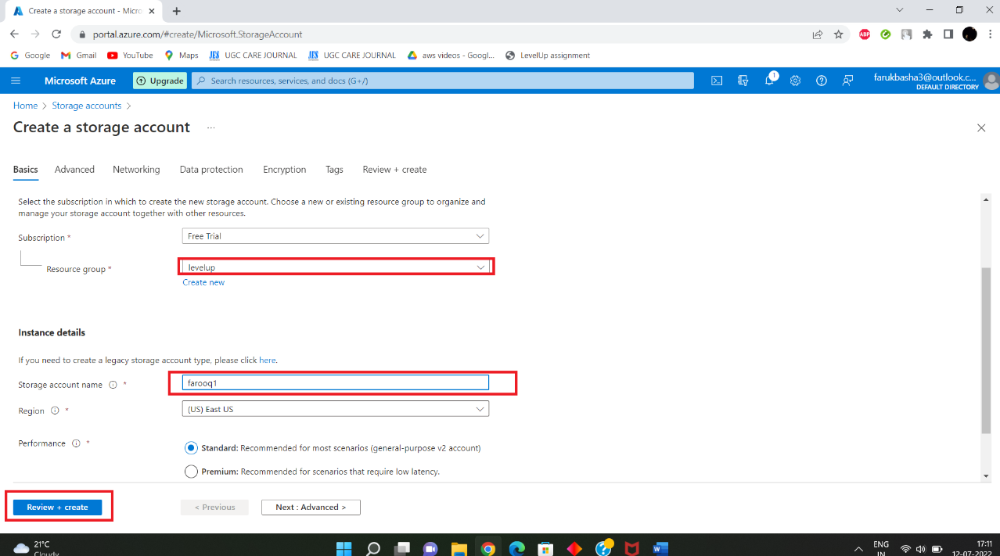 Create a storage account - Micro
portal.azure.com/#create/Microsoft.StorageAccount
ABP
Google Gmail YouTube Maps JES UGC CARE JOURNAL JES UGC CARE JOURNAL aws videos - Googl... LevelUp assignment
Microsoft Azure Upgrade Search resources, services, and docs (G+/) 1 farukbasha3@outlook.c...
DEFAULT DIRECTORY
Home > Storage accounts >
Create a storage account ...
Basics Advanced Networking Data protection Encryption Tags Review + create
Select the subscription in which to create the new storage account. Choose a new or existing resource group to organize and
manage your storage account together with other resources.
Subscription * Free Trial
Resource group * levelup
Create new
Instance details
If you need to create a legacy storage account type, please click here.
Storage account name * farooq1
Region * (US) East US
Performance * Standard: Recommended for most scenarios (general-purpose v2 account)
Premium: Recommended for scenarios that require low latency.
Review + create < Previous Next : Advanced >
21°C
Cloudy
ENG
IN
17:11
12-07-2022